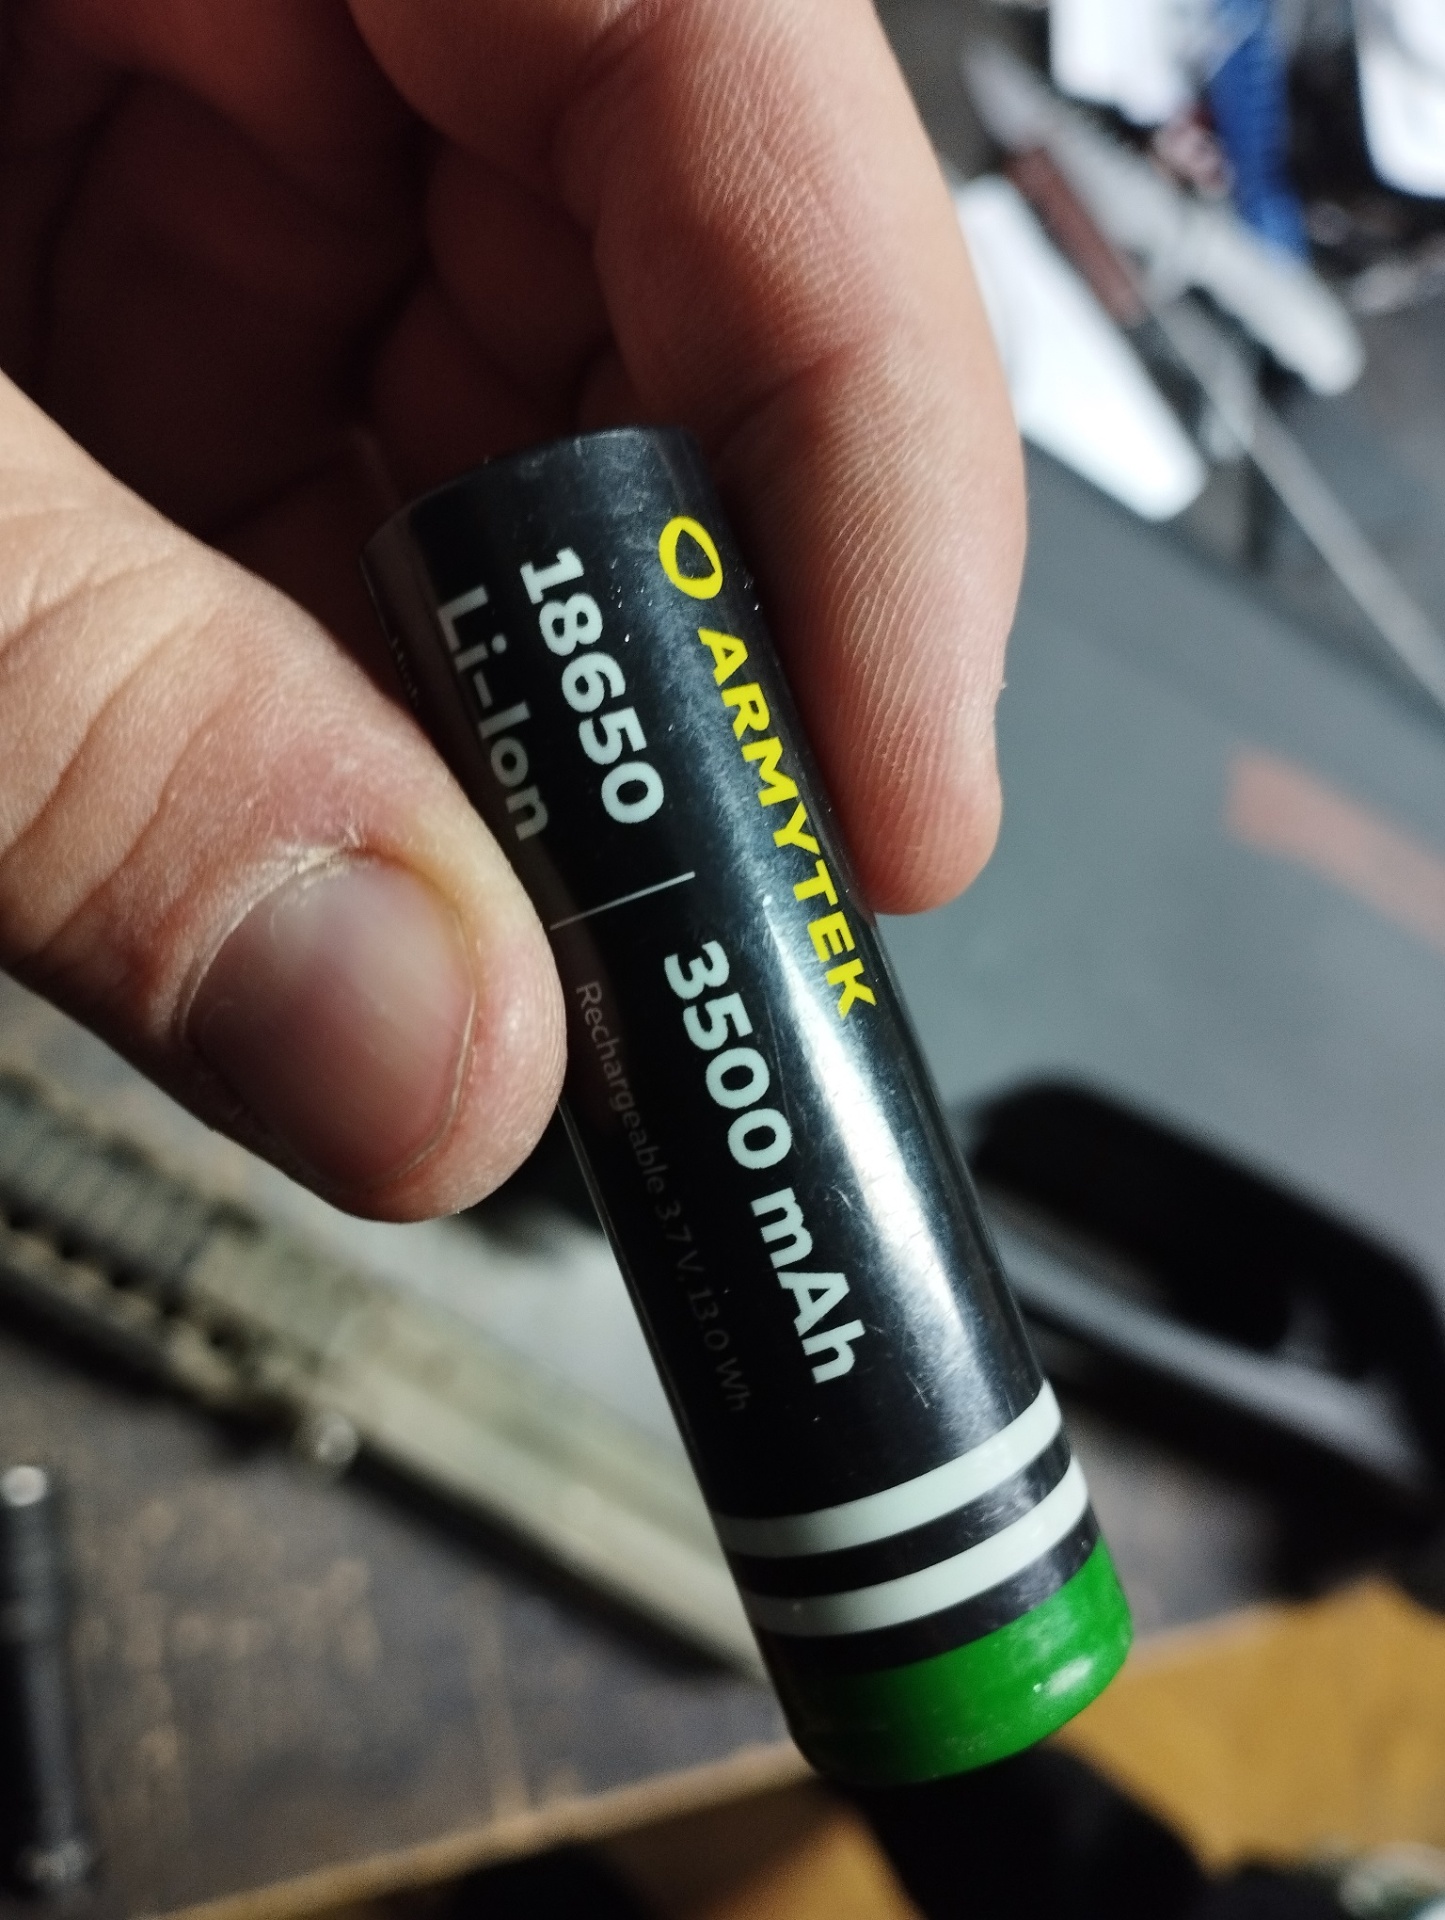 ARMYTEK
18650
Li-Ion
3500 mAh
Rechargeable 3.7 V, 13.0 Wh